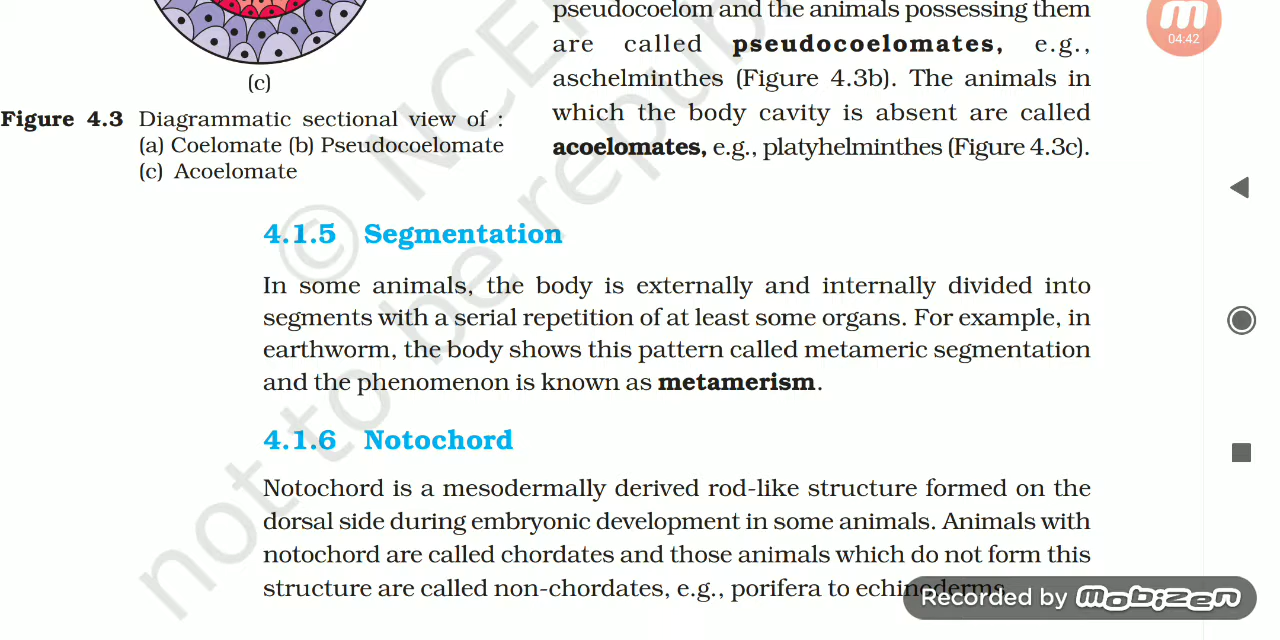 pseudocoelom and the animals possessing them
are called pseudocoelomates, e.g.,
aschelminthes (Figure 4.3b). The animals in
which the body cavity is absent are called
acoelomates, e.g., platyhelminthes (Figure 4.3c).
(c)
Figure 4.3 Diagrammatic sectional view of :
(a) Coelomate (b) Pseudocoelomate
(c) Acoelomate
4.1.5 Segmentation
In some animals, the body is externally and internally divided into
segments with a serial repetition of at least some organs. For example, in
earthworm, the body shows this pattern called metameric segmentation
and the phenomenon is known as metamerism.
4.1.6 Notochord
Notochord is a mesodermally derived rod-like structure formed on the
dorsal side during embryonic development in some animals. Animals with
notochord are called chordates and those animals which do not form this
structure are called non-chordates, e.g., porifera to echinoderms.
© NCER
not to be repub
m
04:42
Recorded by mobizen